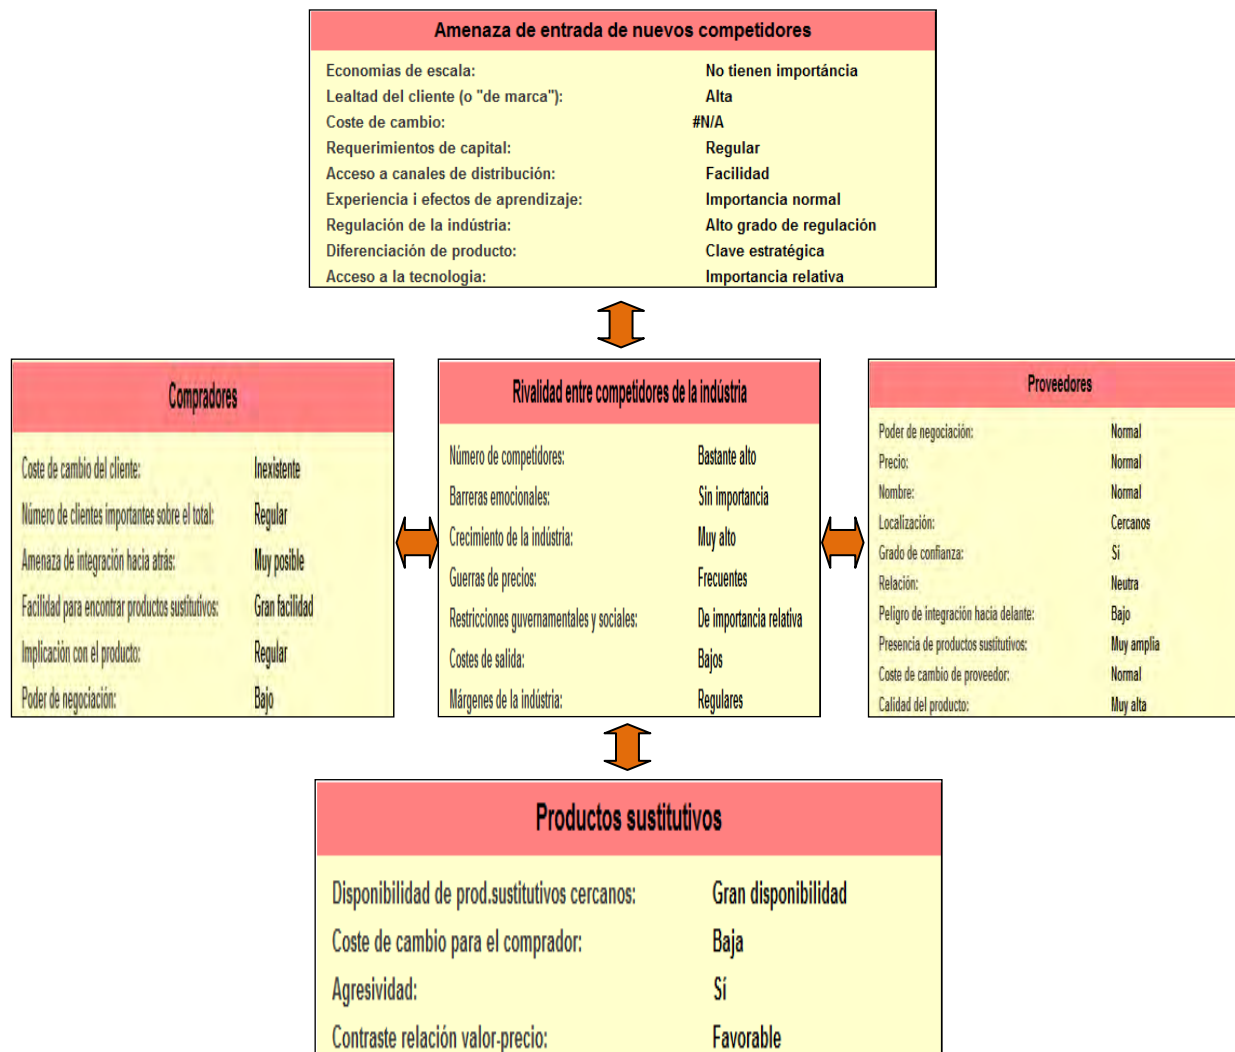 Amenaza de entrada de nuevos competidores
Economias de escala: No tienen importáncia
Lealtad del cliente (o "de marca"): Alta
Coste de cambio: #N/A
Requerimientos de capital: Regular
Acceso a canales de distribución: Facilidad
Experiencia i efectos de aprendizaje: Importancia normal
Regulación de la indústria: Alto grado de regulación
Diferenciación de producto: Clave estratégica
Acceso a la tecnologia: Importancia relativa
Compradores
Coste de cambio del cliente: Inexistente
Número de clientes importantes sobre el total: Regular
Amenaza de integración hacia atrás: Muy posible
Facilidad para encontrar productos sustitutivos: Gran facilidad
Implicación con el producto: Regular
Poder de negociación: Bajo
Rivalidad entre competidores de la indústria
Número de competidores: Bastante alto
Barreras emocionales: Sin importancia
Crecimiento de la indústria: Muy alto
Guerras de precios: Frecuentes
Restricciones guvernamentales y sociales: De importancia relativa
Costes de salida: Bajos
Márgenes de la indústria: Regulares
Proveedores
Poder de negociación: Normal
Precio: Normal
Nombre: Normal
Localización: Cercanos
Grado de confianza: Sí
Relación: Neutra
Peligro de integración hacia delante: Bajo
Presencia de productos sustitutivos: Muy amplia
Coste de cambio de proveedor: Normal
Calidad del producto: Muy alta
Productos sustitutivos
Disponibilidad de prod.sustitutivos cercanos: Gran disponibilidad
Coste de cambio para el comprador: Baja
Agresividad: Sí
Contraste relación valor-precio: Favorable